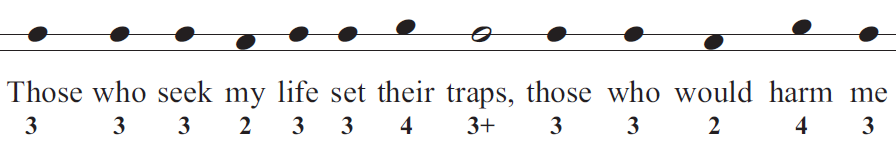 Those who seek my life set their traps, those who would harm me
3 3 3 2 3 3 4 3+ 3 3 2 4 3